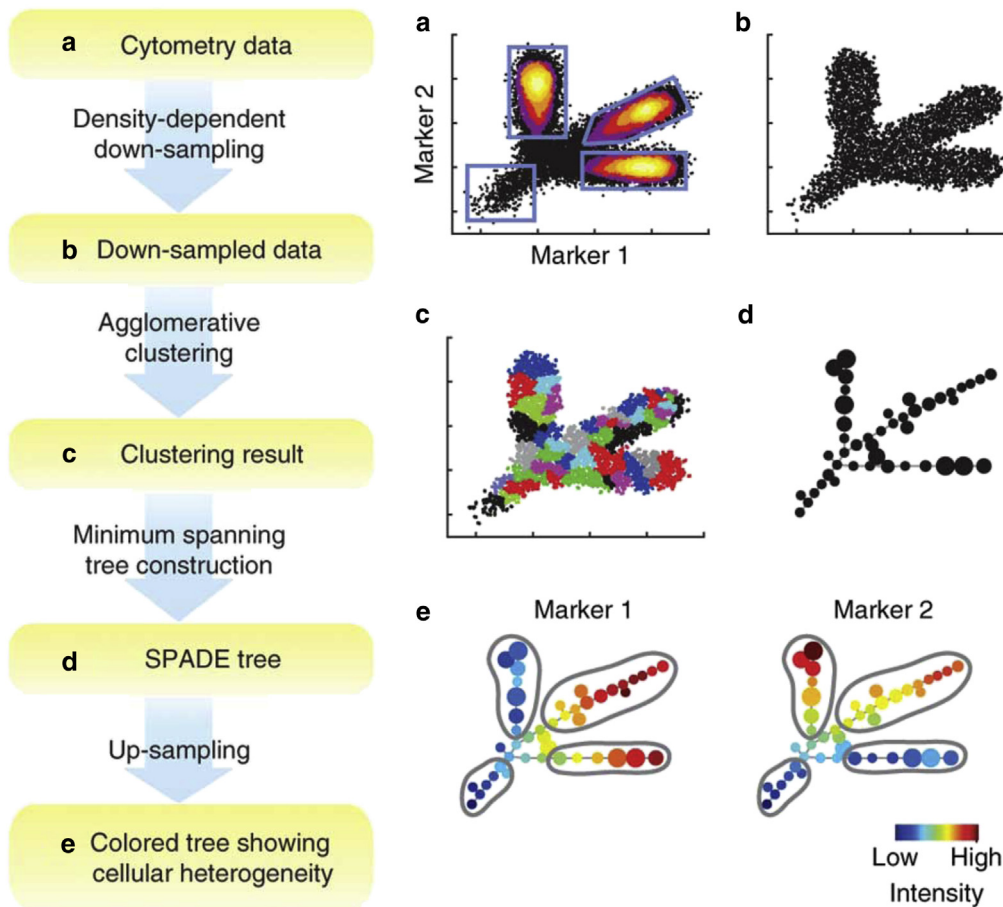 a Cytometry data
Density-dependent
down-sampling
b Down-sampled data
Agglomerative
clustering
c Clustering result
Minimum spanning
tree construction
d SPADE tree
Up-sampling
e Colored tree showing
cellular heterogeneity
a
Marker 2
Marker 1
b
c
d
e
Marker 1
Marker 2
Low High
Intensity